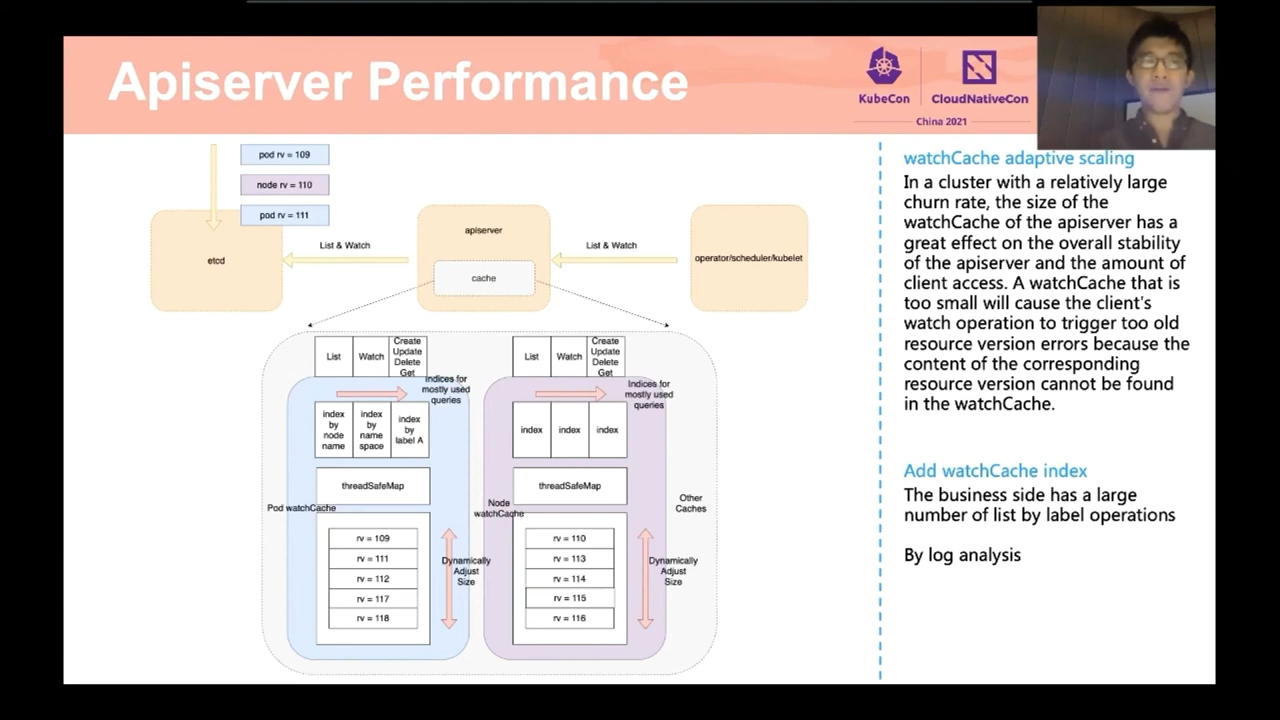 Apiserver Performance
KubeCon
CloudNativeCon
China 2021
pod rv = 109
node rv = 110
pod rv = 111
etcd
List & Watch
apiserver
cache
List & Watch
operator/scheduler/kubelet
List
Watch
Create
Update
Delete
Get
Indices for
mostly used
queries
index
by
node
name
index
by
name
space
index
by
label A
threadSafeMap
Pod watchCache
rv = 109
rv = 111
rv = 112
rv = 117
rv = 118
Dynamically
Adjust
Size
List
Watch
Create
Update
Delete
Get
Indices for
mostly used
queries
index
index
index
threadSafeMap
Node
watchCache
rv = 110
rv = 113
rv = 114
rv = 115
rv = 116
Dynamically
Adjust
Size
Other
Caches
watchCache adaptive scaling
In a cluster with a relatively large
churn rate, the size of the
watchCache of the apiserver has a
great effect on the overall stability
of the apiserver and the amount of
client access. A watchCache that is
too small will cause the client's
watch operation to trigger too old
resource version errors because the
content of the corresponding
resource version cannot be found
in the watchCache.
Add watchCache index
The business side has a large
number of list by label operations
By log analysis